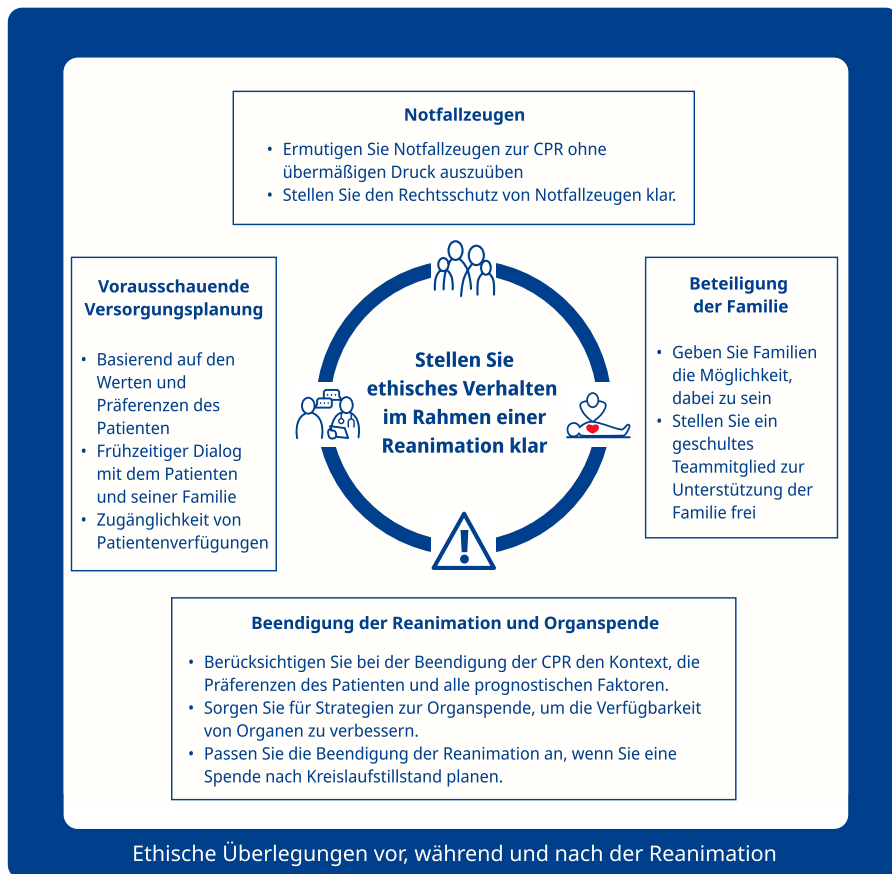 Notfallzeugen
• Ermutigen Sie Notfallzeugen zur CPR ohne
übermäßigen Druck auszuüben
• Stellen Sie den Rechtsschutz von Notfallzeugen klar.
Vorausschauende
Versorgungsplanung
• Basierend auf den
Werten und
Präferenzen des
Patienten
• Frühzeitiger Dialog
mit dem Patienten
und seiner Familie
• Zugänglichkeit von
Patientenverfügungen
Stellen Sie
ethisches Verhalten
im Rahmen einer
Reanimation klar
Beteiligung
der Familie
• Geben Sie Familien
die Möglichkeit,
dabei zu sein
• Stellen Sie ein
geschultes
Teammitglied zur
Unterstützung der
Familie frei
Beendigung der Reanimation und Organspende
• Berücksichtigen Sie bei der Beendigung der CPR den Kontext, die
Präferenzen des Patienten und alle prognostischen Faktoren.
• Sorgen Sie für Strategien zur Organspende, um die Verfügbarkeit
von Organen zu verbessern.
• Passen Sie die Beendigung der Reanimation an, wenn Sie eine
Spende nach Kreislaufstillstand planen.
Ethische Überlegungen vor, während und nach der Reanimation